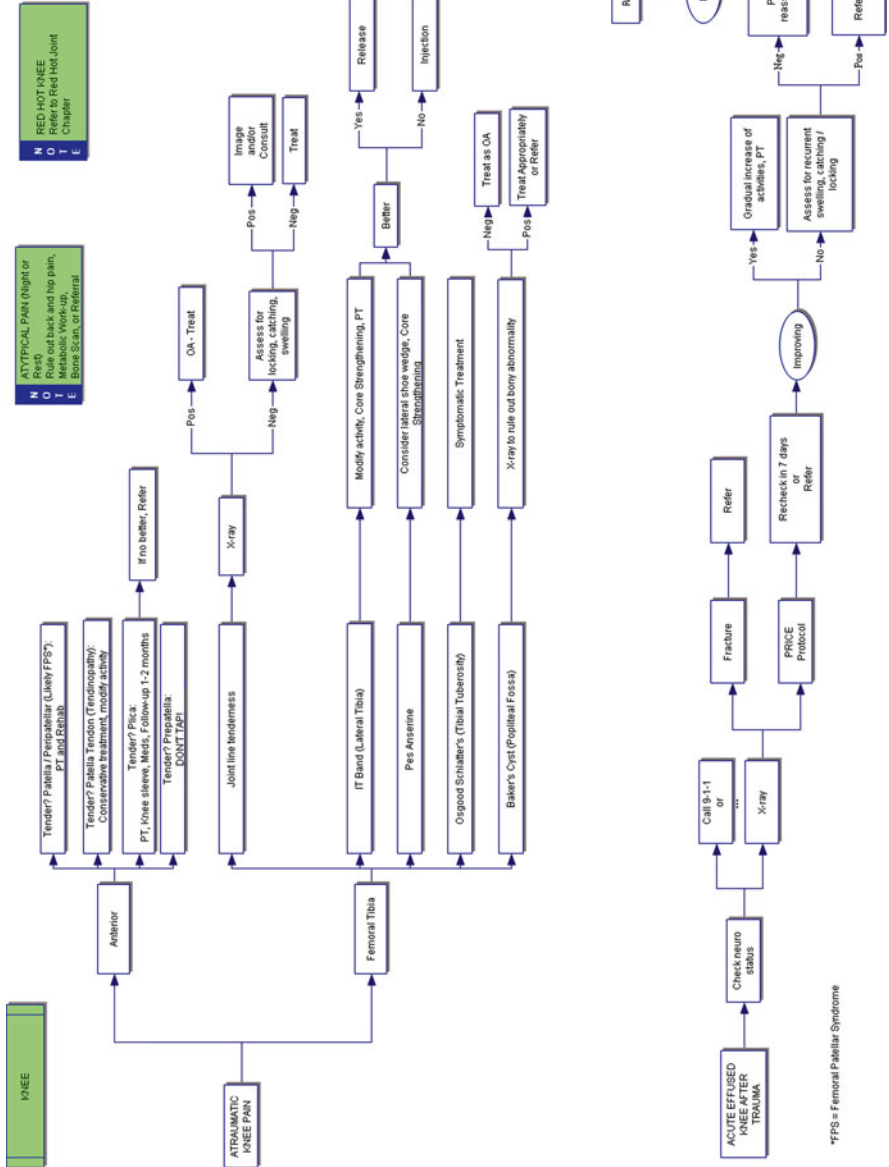 KNEE
NOTE
ATYTPICAL PAIN (Night or
Rest)
Rule out back and hip pain,
Metabolic Work-up,
Bone Scan, or Referral
NOTE
RED HOT KNEE
Refer to Red Hot Joint
Chapter
ATRAUMATIC
KNEE PAIN
Anterior
Tender? Patella / Peripatellar (Likely FPS*):
PT and Rehab
Tender? Patella Tendon (Tendinopathy):
Conservative treatment, modify activity
Tender? Plica:
PT, Knee sleeve, Meds, Follow-up 1-2 months
Tender? Prepatella:
DON'T TAP!
If no better, Refer
Femoral Tibia
Joint line tenderness
X-ray
Pos
OA - Treat
Neg
Assess for
locking, catching,
swelling
Pos
Image
and/or
Consult
Neg
Treat
IT Band (Lateral Tibia)
Modify activity, Core Strengthening, PT
Pes Anserine
Consider lateral shoe wedge, Core
Strengthening
Better
Yes
Release
No
Injection
Osgood Schlatter's (Tibial Tuberosity)
Symptomatic Treatment
Baker's Cyst (Popliteal Fossa)
X-ray to rule out bony abnormality
Neg
Treat as OA
Pos
Treat Appropriately
or Refer
ACUTE EFFUSED
KNEE AFTER
TRAUMA
Check neuro
status
Call 9-1-1
or
...
X-ray
Fracture
Refer
PRICE
Protocol
Recheck in 7 days
or
Refer
Improving
Yes
Gradual increase of
activities, PT
No
Assess for recurrent
swelling, catching /
locking
Neg
P
reass
Pos
Refe
R
*FPS = Femoral Patellar Syndrome